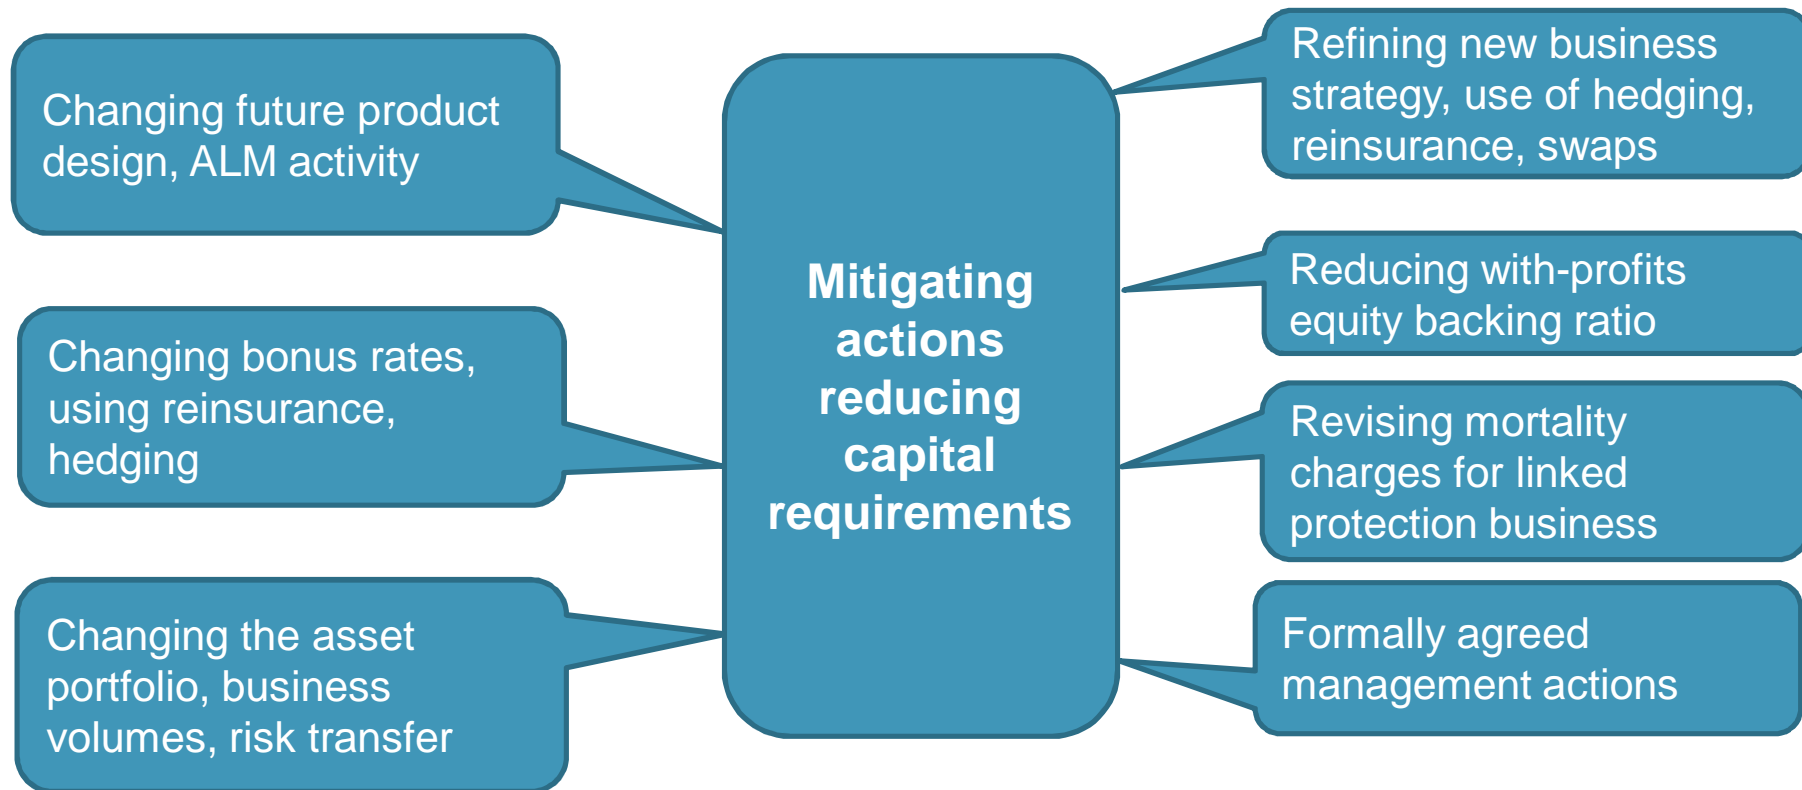 Changing future product
design, ALM activity
Changing bonus rates,
using reinsurance,
hedging
Changing the asset
portfolio, business
volumes, risk transfer
Mitigating
actions
reducing
capital
requirements
Refining new business
strategy, use of hedging,
reinsurance, swaps
Reducing with-profits
equity backing ratio
Revising mortality
charges for linked
protection business
Formally agreed
management actions